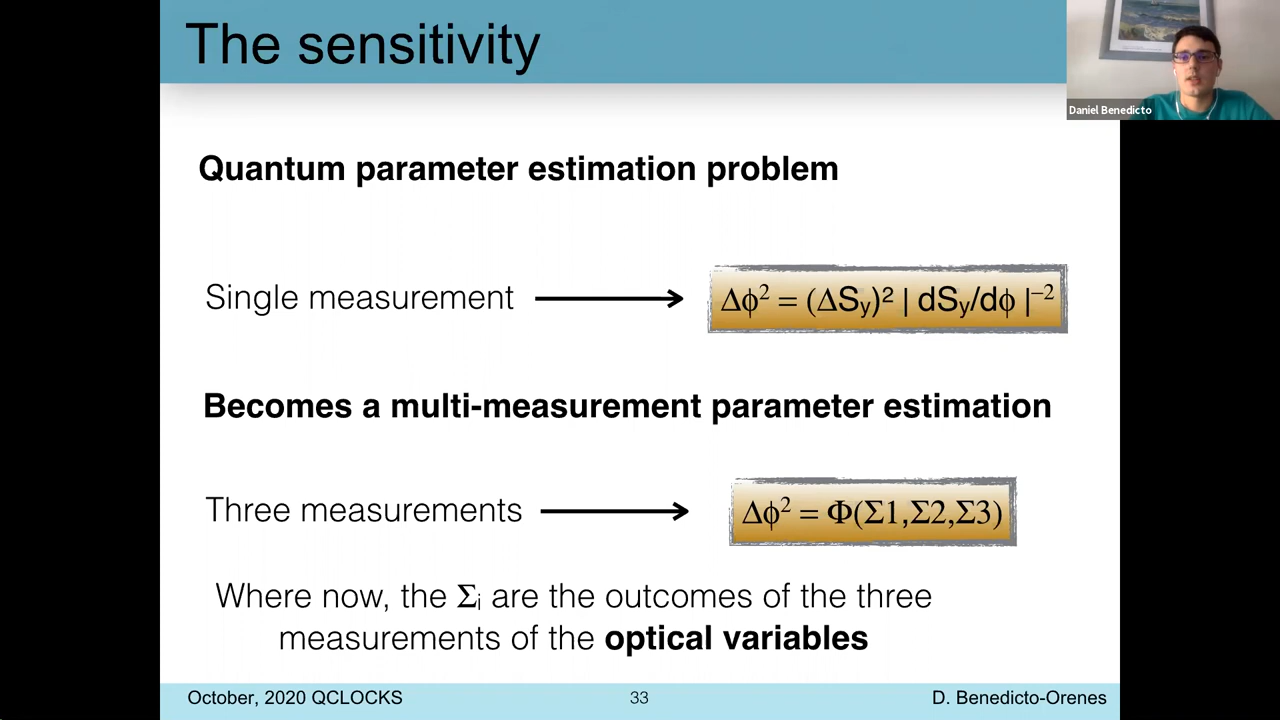 The sensitivity
Daniel Benedicto
Quantum parameter estimation problem
Single measurement
Δϕ² = (ΔSy)² | dSy/dϕ |⁻²
Becomes a multi-measurement parameter estimation
Three measurements
Δϕ² = Φ(Σ1,Σ2,Σ3)
Where now, the Σi are the outcomes of the three
measurements of the optical variables
October, 2020 QCLOCKS
33
D. Benedicto-Orenes